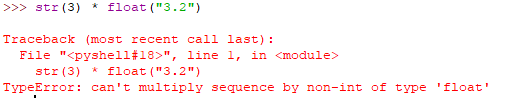 >>> str(3) * float("3.2")
Traceback (most recent call last):
  File "<pyshell#18>", line 1, in <module>
    str(3) * float("3.2")
TypeError: can't multiply sequence by non-int of type 'float'